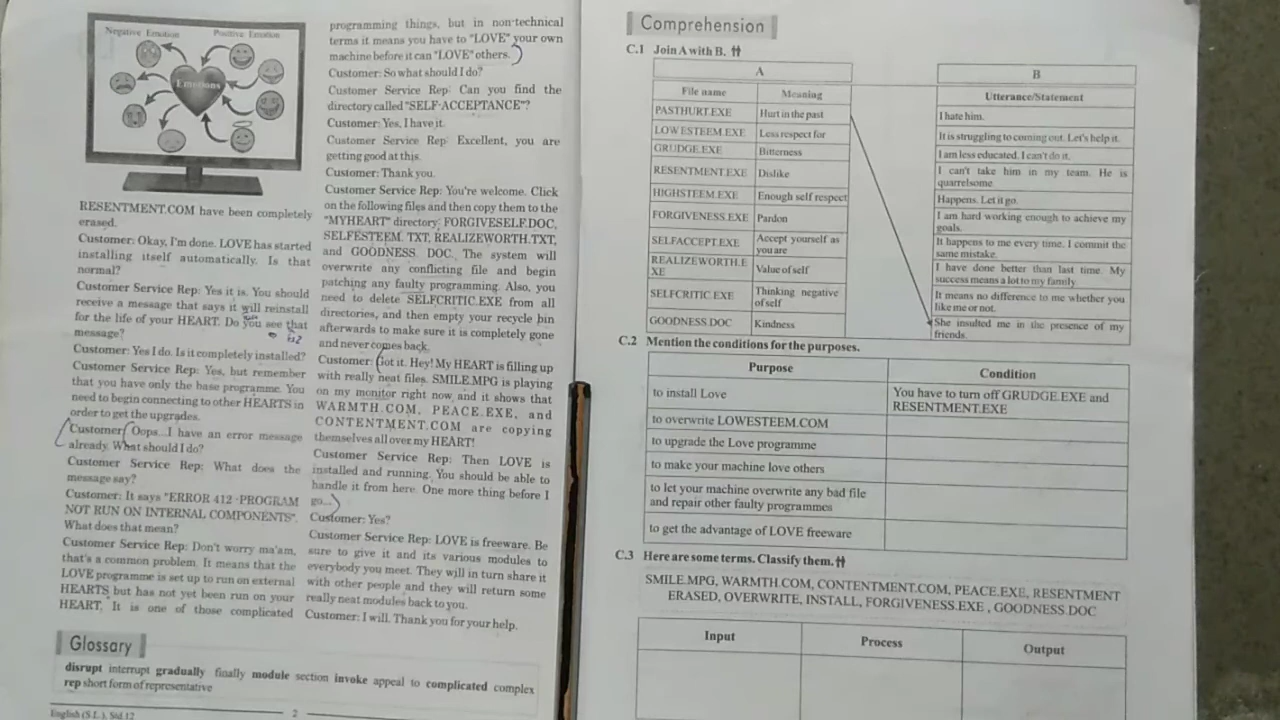 Negative Emotion Positive Emotion
Emotions
RESENTMENT.COM have been completely
erased.
Customer: Okay, I'm done. LOVE has started
installing itself automatically. Is that
normal?
Customer Service Rep: Yes it is. You should
receive a message that says it will reinstall
for the life of your HEART. Do you see that
message?
Customer: Yes I do. Is it completely installed?
Customer Service Rep: Yes, but remember
that you have only the base programme. You
need to begin connecting to other HEARTS in
order to get the upgrades.
Customer: Oops...I have an error message
already. What should I do?
Customer Service Rep: What does the
message say?
Customer: It says "ERROR 412 -PROGRAM
NOT RUN ON INTERNAL COMPONENTS".
What does that mean?
Customer Service Rep: Don't worry ma'am,
that's a common problem. It means that the
LOVE programme is set up to run on external
HEARTS but has not yet been run on your
HEART. It is one of those complicated
programming things, but in non-technical
terms it means you have to "LOVE" your own
machine before it can "LOVE" others.
Customer: So what should I do?
Customer Service Rep: Can you find the
directory called "SELF-ACCEPTANCE"?
Customer: Yes, I have it.
Customer Service Rep: Excellent, you are
getting good at this.
Customer: Thank you.
Customer Service Rep: You're welcome. Click
on the following files and then copy them to the
"MYHEART" directory: FORGIVESELF.DOC,
SELFESTEEM. TXT, REALIZEWORTH.TXT,
and GOODNESS. DOC. The system will
overwrite any conflicting file and begin
patching any faulty programming. Also, you
need to delete SELFCRITIC.EXE from all
directories, and then empty your recycle bin
afterwards to make sure it is completely gone
and never comes back.
Customer: Got it. Hey! My HEART is filling up
with really neat files. SMILE.MPG is playing
on my monitor right now and it shows that
WARMTH.COM, PEACE.EXE, and
CONTENTMENT.COM are copying
themselves all over my HEART!
Customer Service Rep: Then LOVE is
installed and running. You should be able to
handle it from here. One more thing before I
go...
Customer: Yes?
Customer Service Rep: LOVE is freeware. Be
sure to give it and its various modules to
everybody you meet. They will in turn share it
with other people and they will return some
really neat modules back to you.
Customer: I will. Thank you for your help.
Glossary
disrupt interrupt gradually finally module section invoke appeal to complicated complex
rep short form of representative
English (S.L.), Std.12
2
Comprehension
C.1 Join A with B.
A
B
File name Meaning
Utterance/Statement
PASTHURT.EXE Hurt in the past
I hate him.
LOWESTEEM.EXE Less respect for
It is struggling to coming out. Let's help it.
GRUDGE.EXE Bitterness
I am less educated. I can't do it.
RESENTMENT.EXE Dislike
I can't take him in my team. He is
quarrelsome.
HIGHSTEEM.EXE Enough self respect
Happens. Let it go.
FORGIVENESS.EXE Pardon
I am hard working enough to achieve my
goals.
SELFACCEPT.EXE Accept yourself as
you are
It happens to me every time. I commit the
same mistake.
REALIZEWORTH.E
XE Value of self
I have done better than last time. My
success means a lot to my family.
SELFCRITIC.EXE Thinking negative
of self
It means no difference to me whether you
like me or not.
GOODNESS DOC Kindness
She insulted me in the presence of my
friends.
C.2 Mention the conditions for the purposes.
Purpose Condition
to install Love You have to turn off GRUDGE.EXE and
RESENTMENT.EXE
to overwrite LOWESTEEM.COM
to upgrade the Love programme
to make your machine love others
to let your machine overwrite any bad file
and repair other faulty programmes
to get the advantage of LOVE freeware
C.3 Here are some terms. Classify them.
SMILE.MPG, WARMTH.COM, CONTENTMENT.COM, PEACE.EXE, RESENTMENT
ERASED, OVERWRITE, INSTALL, FORGIVENESS.EXE , GOODNESS.DOC
Input Process Output